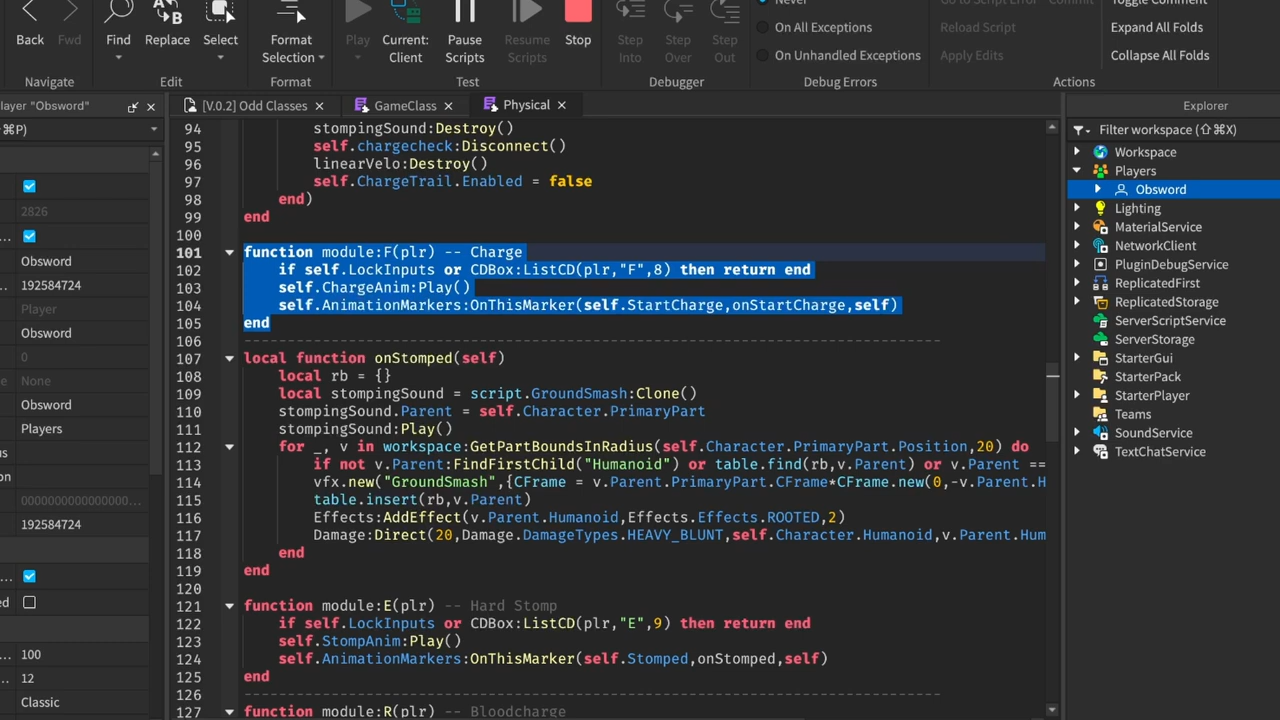 Never
Go to Script Error
Commit
Toggle Comment
On All Exceptions
Reload Script
Expand All Folds
Back
Fwd
Find
Replace
Select
Format
Selection
Play
Current:
Client
Pause
Scripts
Resume
Scripts
Stop
Step
Into
Step
Over
Step
Out
On Unhandled Exceptions
Apply Edits
Collapse All Folds
Navigate
Edit
Format
Test
Debugger
Debug Errors
Actions
layer "Obsword"
[V.0.2] Odd Classes
GameClass
Physical
Explorer
⌘P)
Filter workspace (⇧⌘X)
2826
Obsword
192584724
Player
Obsword
0
None
Obsword
Players
us
on
000000000000000...
192584724
ed
100
12
Classic
94 stompingSound:Destroy()
95 self.chargecheck:Disconnect()
96 linearVelo:Destroy()
97 self.ChargeTrail.Enabled = false
98 end)
99 end
100
101 function module:F(plr) -- Charge
102 if self.LockInputs or CDBox:ListCD(plr,"F",8) then return end
103 self.ChargeAnim:Play()
104 self.AnimationMarkers:OnThisMarker(self.StartCharge,onStartCharge,self)
105 end
106 --------------------------------------------------------------------------------
107 local function onStomped(self)
108 local rb = {}
109 local stompingSound = script.GroundSmash:Clone()
110 stompingSound.Parent = self.Character.PrimaryPart
111 stompingSound:Play()
112 for _, v in workspace:GetPartBoundsInRadius(self.Character.PrimaryPart.Position,20) do
113 if not v.Parent:FindFirstChild("Humanoid") or table.find(rb,v.Parent) or v.Parent ==
114 vfx.new("GroundSmash",{CFrame = v.Parent.PrimaryPart.CFrame*CFrame.new(0,-v.Parent.H
115 table.insert(rb,v.Parent)
116 Effects:AddEffect(v.Parent.Humanoid,Effects.Effects.ROOTED,2)
117 Damage:Direct(20,Damage.DamageTypes.HEAVY_BLUNT,self.Character.Humanoid,v.Parent.Hum
118 end
119 end
120
121 function module:E(plr) -- Hard Stomp
122 if self.LockInputs or CDBox:ListCD(plr,"E",9) then return end
123 self.StompAnim:Play()
124 self.AnimationMarkers:OnThisMarker(self.Stomped,onStomped,self)
125 end
126 --------------------------------------------------------------------------------
127 function module:R(plr) -- Bloodcharge
Workspace
Players
Obsword
Lighting
MaterialService
NetworkClient
PluginDebugService
ReplicatedFirst
ReplicatedStorage
ServerScriptService
ServerStorage
StarterGui
StarterPack
StarterPlayer
Teams
SoundService
TextChatService